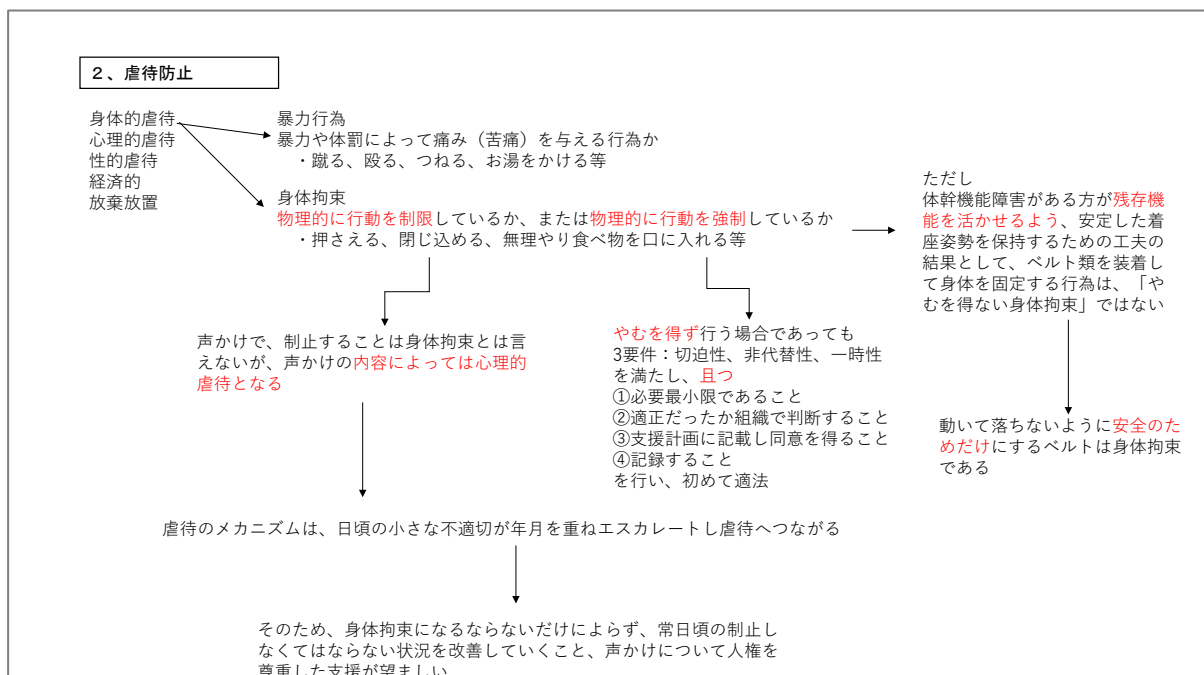 ２、虐待防止
身体的虐待
心理的虐待
性的虐待
経済的
放棄放置
暴力行為
暴力や体罰によって痛み（苦痛）を与える行為か
・蹴る、殴る、つねる、お湯をかける等
身体拘束
物理的に行動を制限しているか、または物理的に行動を強制しているか
・押さえる、閉じ込める、無理やり食べ物を口に入れる等
ただし
体幹機能障害がある方が残存機
能を活かせるよう、安定した着
座姿勢を保持するための工夫の
結果として、ベルト類を装着し
て身体を固定する行為は、「や
むを得ない身体拘束」ではない
声かけで、制止することは身体拘束とは言
えないが、声かけの内容によっては心理的
虐待となる
やむを得ず行う場合であっても
3要件：切迫性、非代替性、一時性
を満たし、且つ
①必要最小限であること
②適正だったか組織で判断すること
③支援計画に記載し同意を得ること
④記録すること
を行い、初めて適法
動いて落ちないように安全のた
めだけにするベルトは身体拘束
である
虐待のメカニズムは、日頃の小さな不適切が年月を重ねエスカレートし虐待へつながる
そのため、身体拘束になるならないだけによらず、常日頃の制止し
なくてはならない状況を改善していくこと、声かけについて人権を
尊重した支援が望ましい